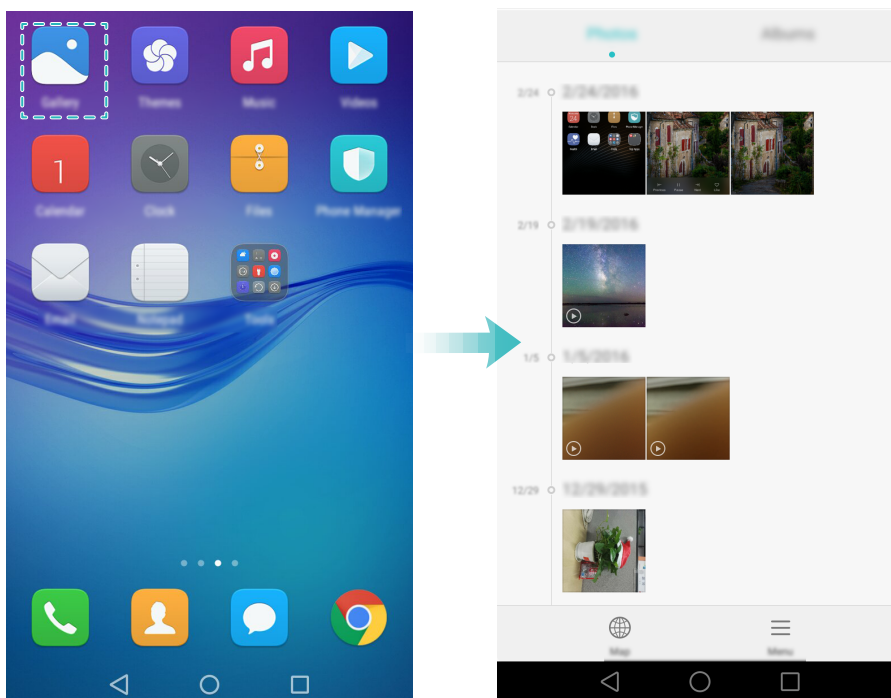 Gallery
Themes
Music
Videos
1
Calendar
Clock
Files
Phone Manager
Email
Notepad
Tools
Photos
Albums
2/24
2/24/2016
2/19
2/19/2016
1/5
1/5/2016
12/29
12/29/2015
Map
Menu